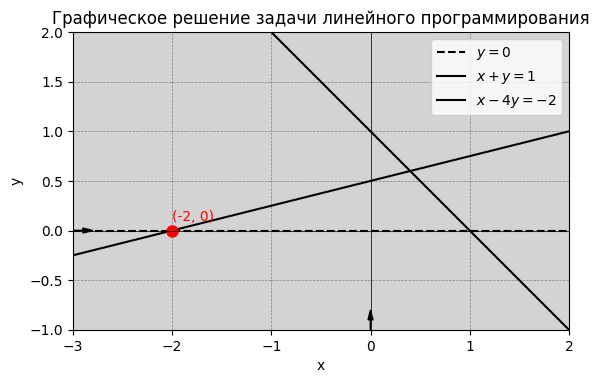 Графическое решение задачи линейного программирования
2.0
1.5
1.0
0.5
0.0
−0.5
−1.0
y
y = 0
x + y = 1
x − 4y = −2
(-2, 0)
−3 −2 −1 0 1 2
x